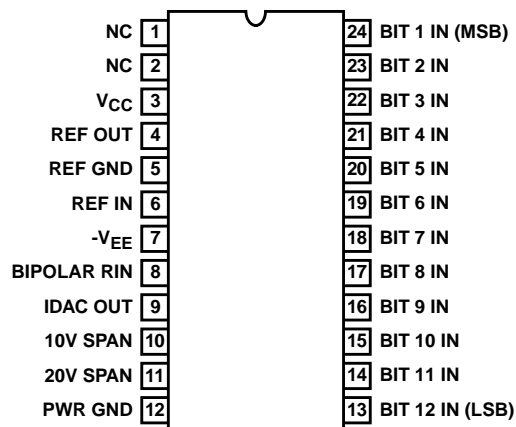 NC 1 24 BIT 1 IN (MSB)
NC 2 23 BIT 2 IN
VCC 3 22 BIT 3 IN
REF OUT 4 21 BIT 4 IN
REF GND 5 20 BIT 5 IN
REF IN 6 19 BIT 6 IN
-VEE 7 18 BIT 7 IN
BIPOLAR RIN 8 17 BIT 8 IN
IDAC OUT 9 16 BIT 9 IN
10V SPAN 10 15 BIT 10 IN
20V SPAN 11 14 BIT 11 IN
PWR GND 12 13 BIT 12 IN (LSB)